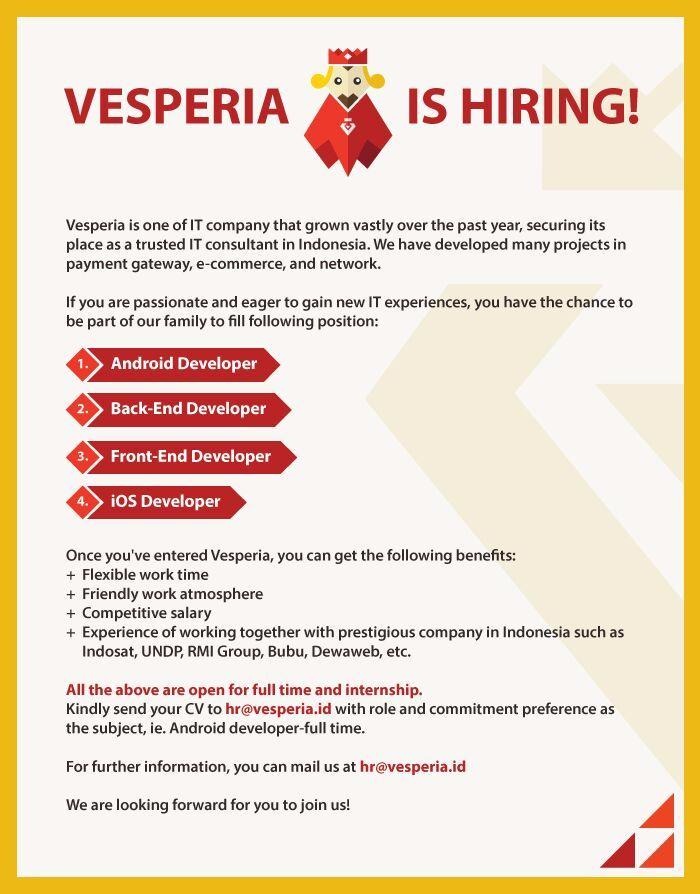 VESPERIA IS HIRING!
Vesperia is one of IT company that grown vastly over the past year, securing its
place as a trusted IT consultant in Indonesia. We have developed many projects in
payment gateway, e-commerce, and network.
If you are passionate and eager to gain new IT experiences, you have the chance to
be part of our family to fill following position:
1. Android Developer
2. Back-End Developer
3. Front-End Developer
4. iOS Developer
Once you've entered Vesperia, you can get the following benefits:
+ Flexible work time
+ Friendly work atmosphere
+ Competitive salary
+ Experience of working together with prestigious company in Indonesia such as
Indosat, UNDP, RMI Group, Bubu, Dewaweb, etc.
All the above are open for full time and internship.
Kindly send your CV to hr@vesperia.id with role and commitment preference as
the subject, ie. Android developer-full time.
For further information, you can mail us at hr@vesperia.id
We are looking forward for you to join us!